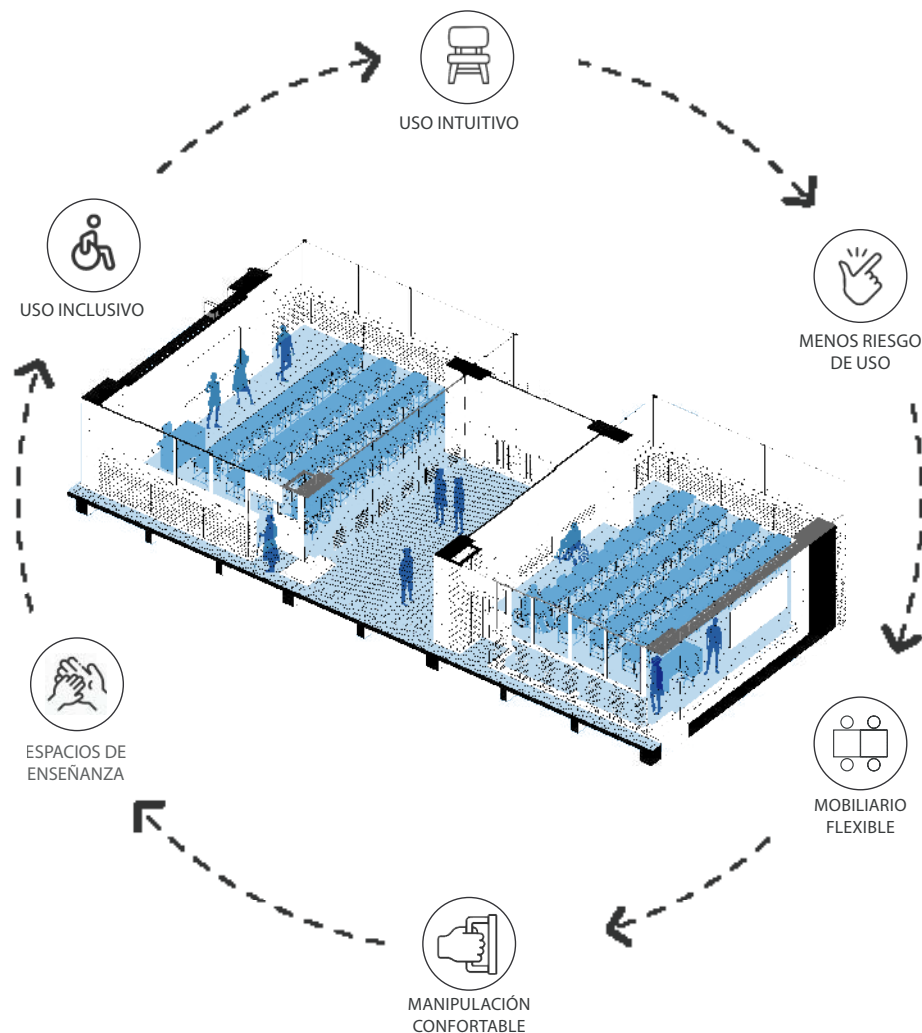 USO INTUITIVO
USO INCLUSIVO
MENOS RIESGO
DE USO
ESPACIOS DE
ENSEÑANZA
MOBILIARIO
FLEXIBLE
MANIPULACIÓN
CONFORTABLE